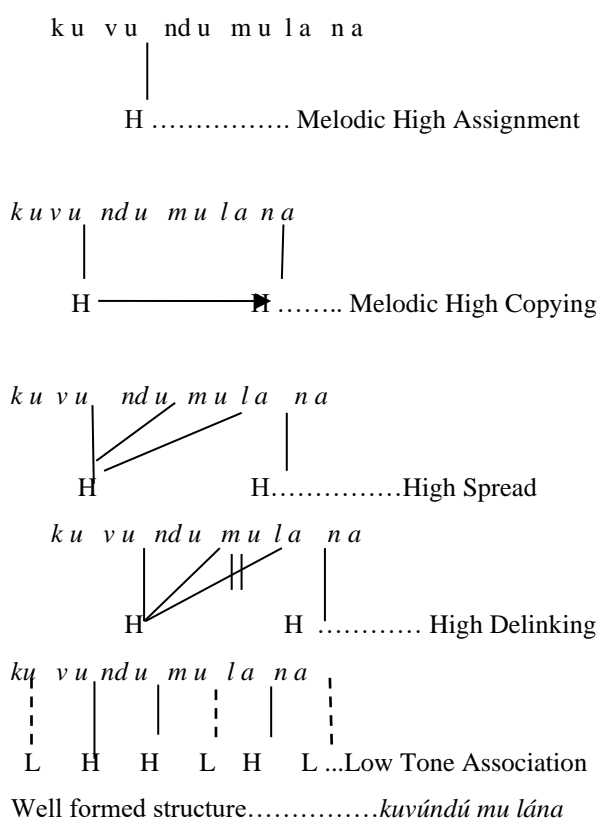 k u v u nd u m u l a n a
H ................ Melodic High Assignment
k u v u nd u m u l a n a
H H ........ Melodic High Copying
k u v u nd u m u l a n a
H H...............High Spread
k u v u nd u m u l a n a
H H ............ High Delinking
ku v u nd u m u l a n a
L H H L H L ...Low Tone Association
Well formed structure...............kuvúndú mu lána